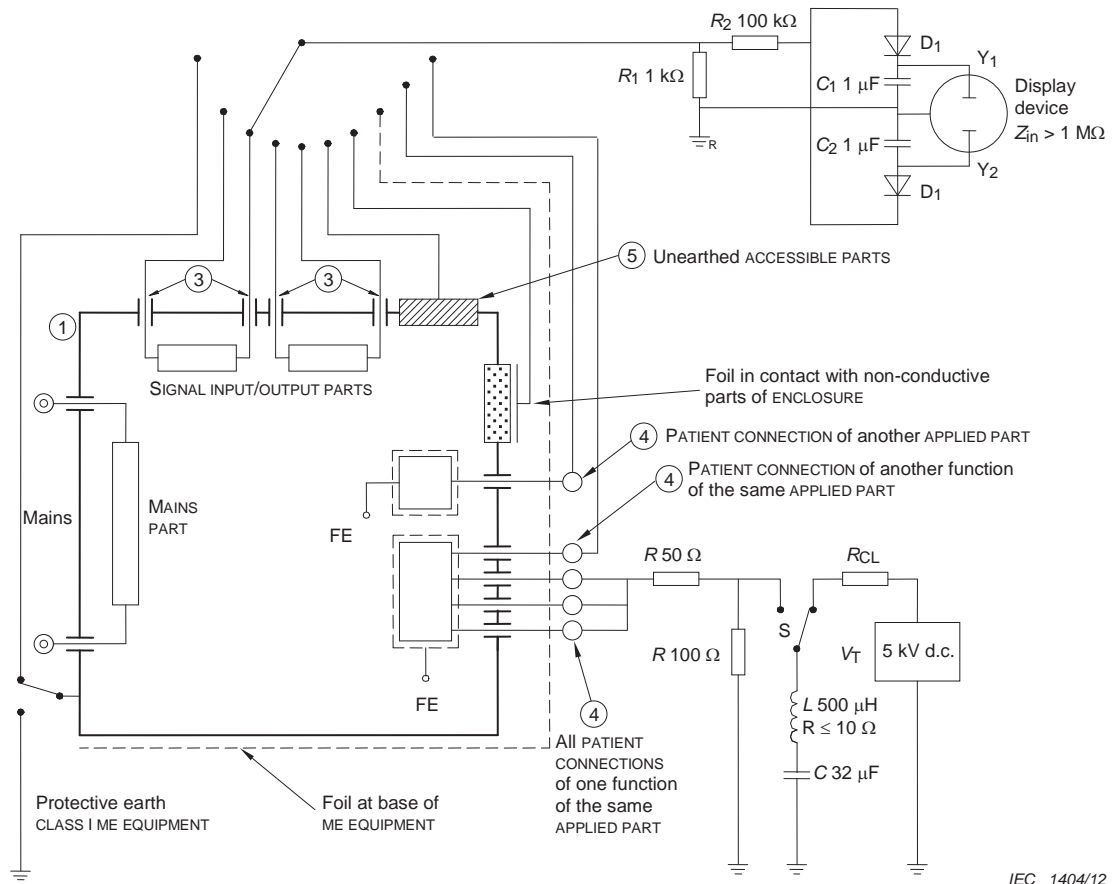 R2 100 kΩ
D1
Y1
R1 1 kΩ
C1 1 µF
Display
device
Zin > 1 MΩ
R
C2 1 µF
Y2
D1
5 Unearthed ACCESSIBLE PARTS
3
3
1
SIGNAL INPUT/OUTPUT PARTS
Foil in contact with non-conductive
parts of ENCLOSURE
4 PATIENT CONNECTION of another APPLIED PART
4 PATIENT CONNECTION of another function
of the same APPLIED PART
Mains
MAINS
PART
FE
R 50 Ω
RCL
S
R 100 Ω
VT
5 kV d.c.
FE
L 500 µH
R ≤ 10 Ω
4
C 32 µF
All PATIENT
CONNECTIONS
of one function
of the same
APPLIED PART
Protective earth
CLASS I ME EQUIPMENT
Foil at base of
ME EQUIPMENT
IEC 1404/12